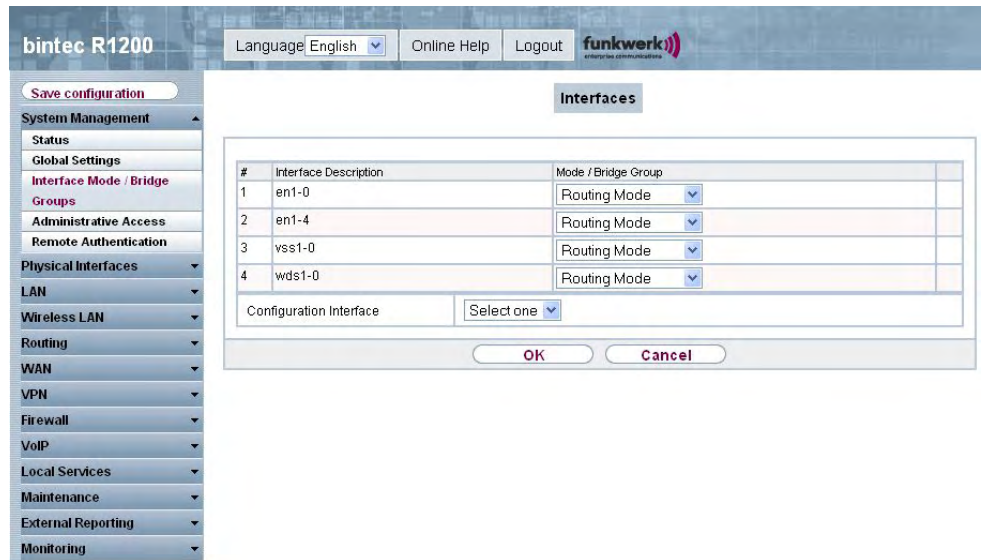 bintec R1200
Language English Online Help Logout funkwerk
enterprise communications
Save configuration
System Management
Status
Global Settings
Interface Mode / Bridge
Groups
Administrative Access
Remote Authentication
Physical Interfaces
LAN
Wireless LAN
Routing
WAN
VPN
Firewall
VoIP
Local Services
Maintenance
External Reporting
Monitoring
Interfaces
# Interface Description Mode / Bridge Group
1 en1-0 Routing Mode
2 en1-4 Routing Mode
3 vss1-0 Routing Mode
4 wds1-0 Routing Mode
Configuration Interface Select one
OK Cancel